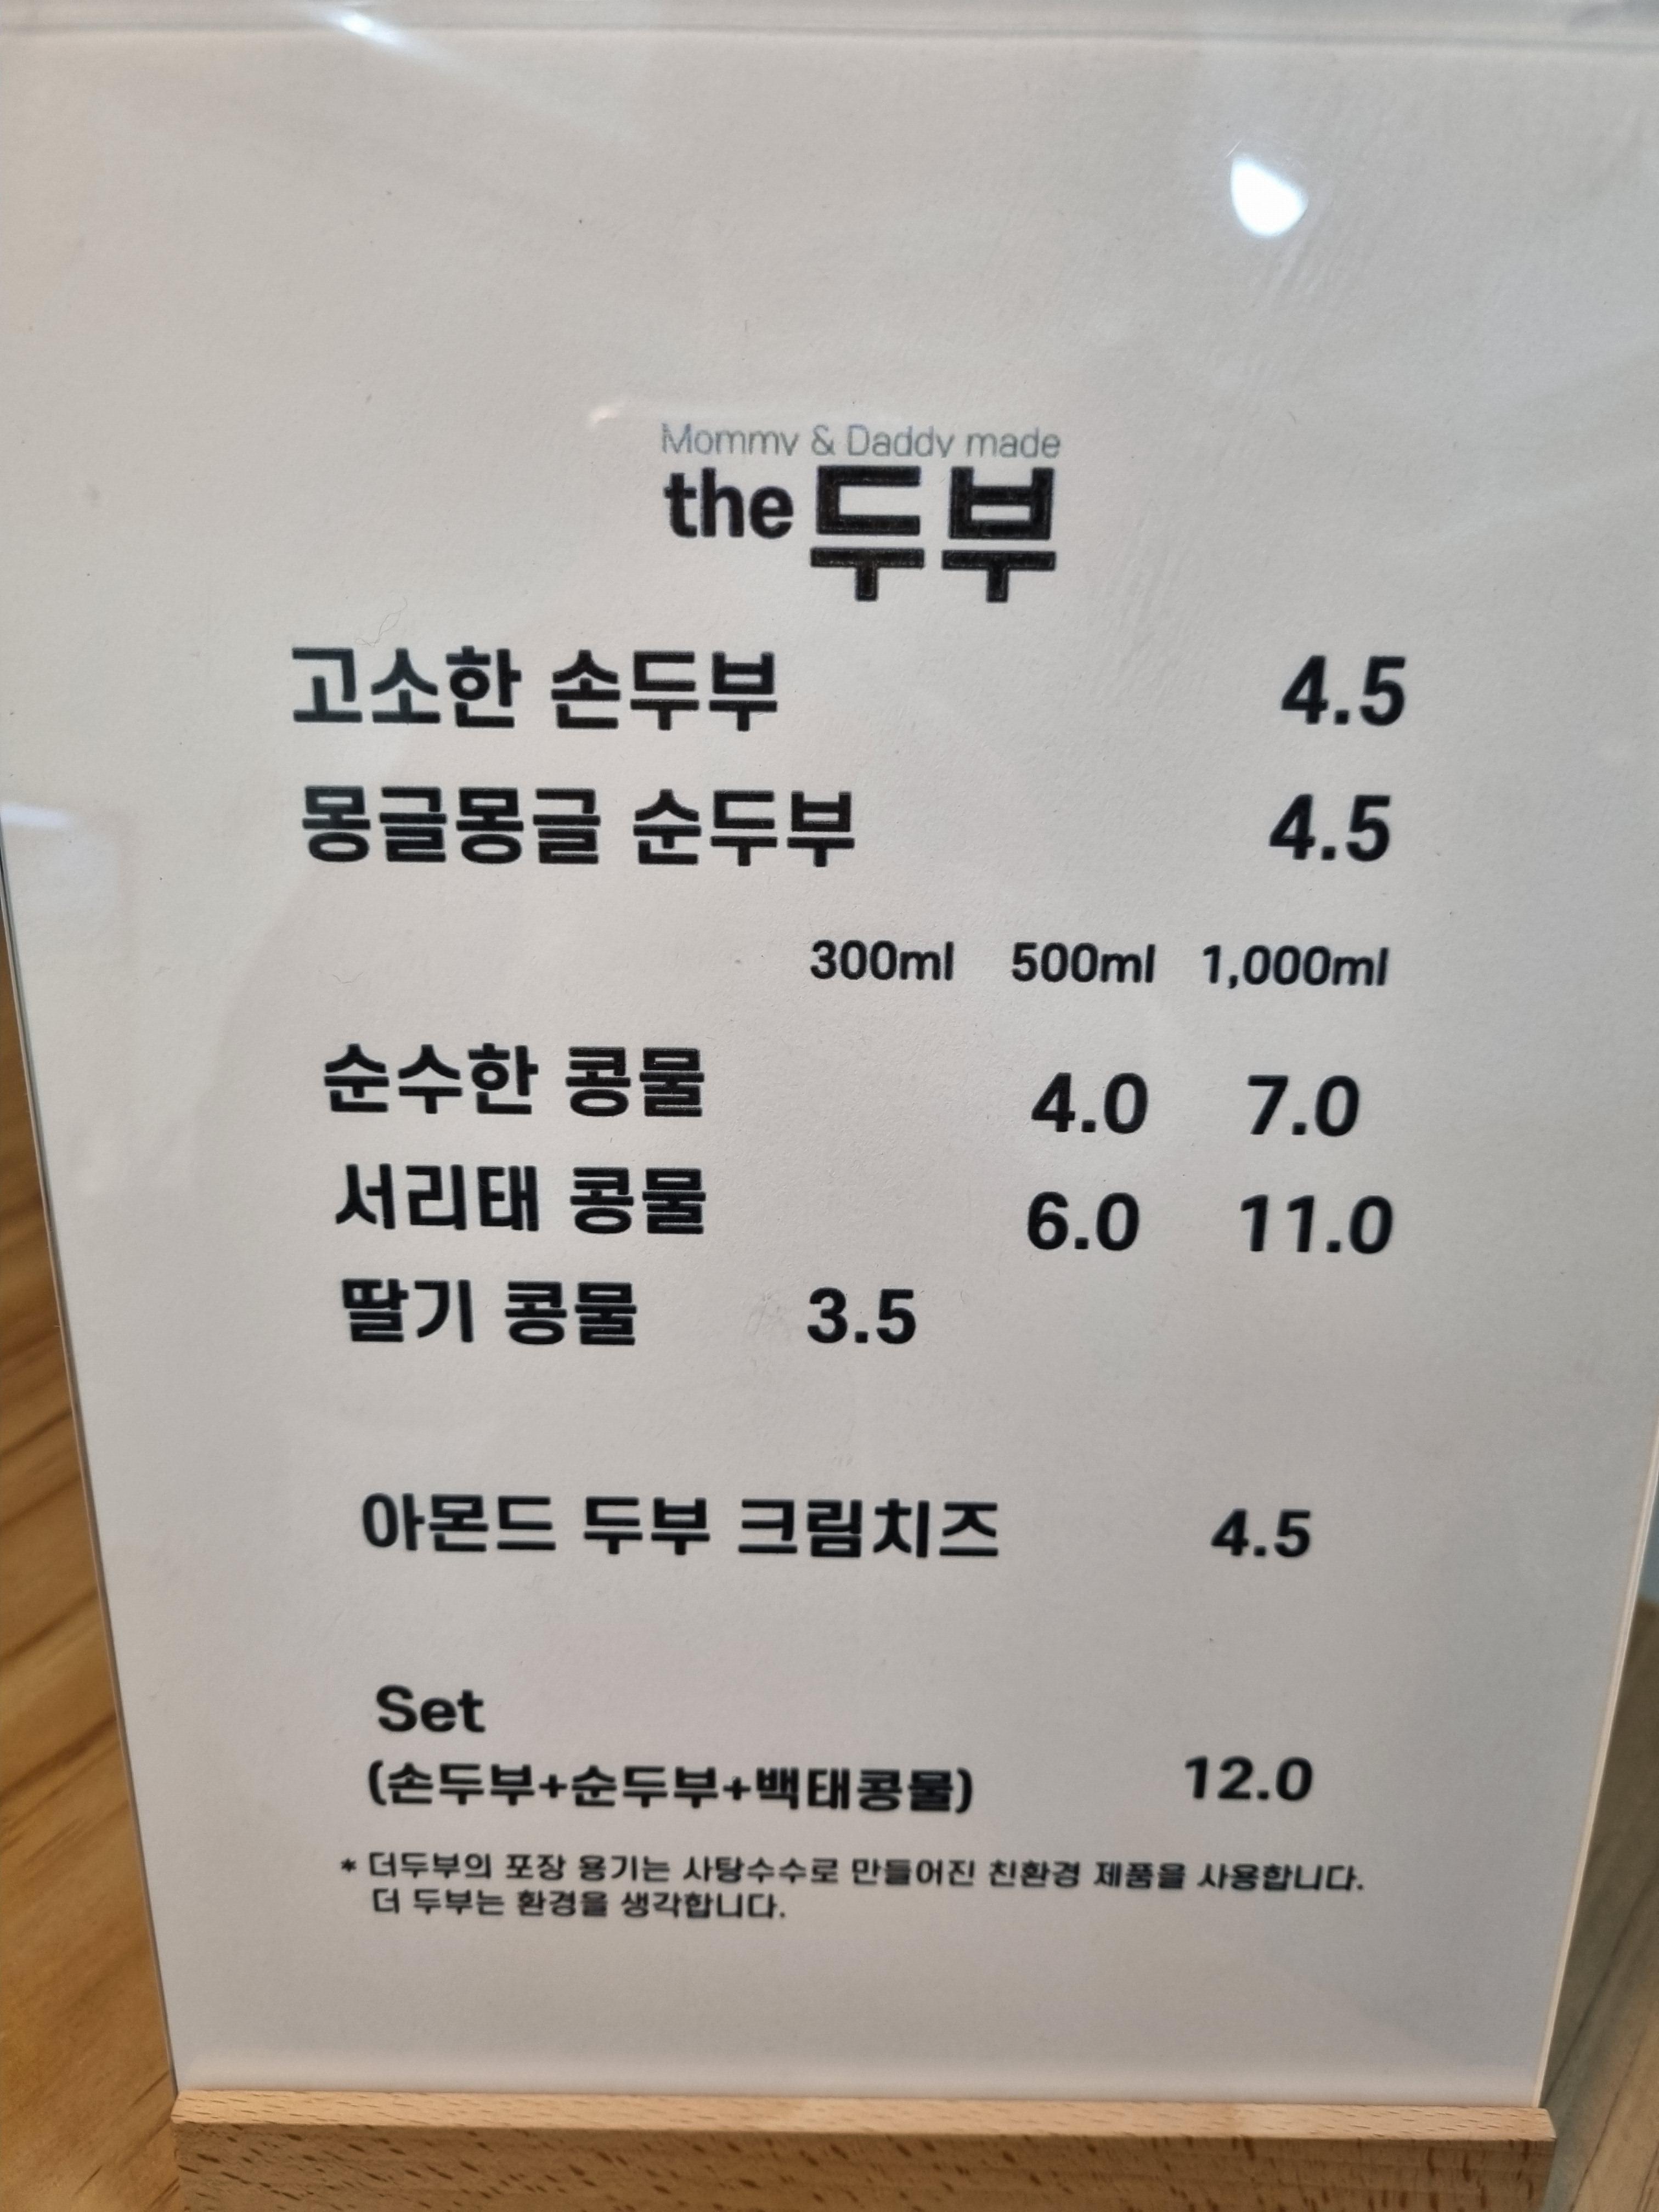 Mommy & Daddy made
the 두부
고소한 손두부 4.5
몽글몽글 순두부 4.5
300ml 500ml 1,000ml
순수한 콩물 4.0 7.0
서리태 콩물 6.0 11.0
딸기 콩물 3.5
아몬드 두부 크림치즈 4.5
Set
(손두부+순두부+백태콩물) 12.0
* 더두부의 포장 용기는 사탕수수로 만들어진 친환경 제품을 사용합니다.
더 두부는 환경을 생각합니다.